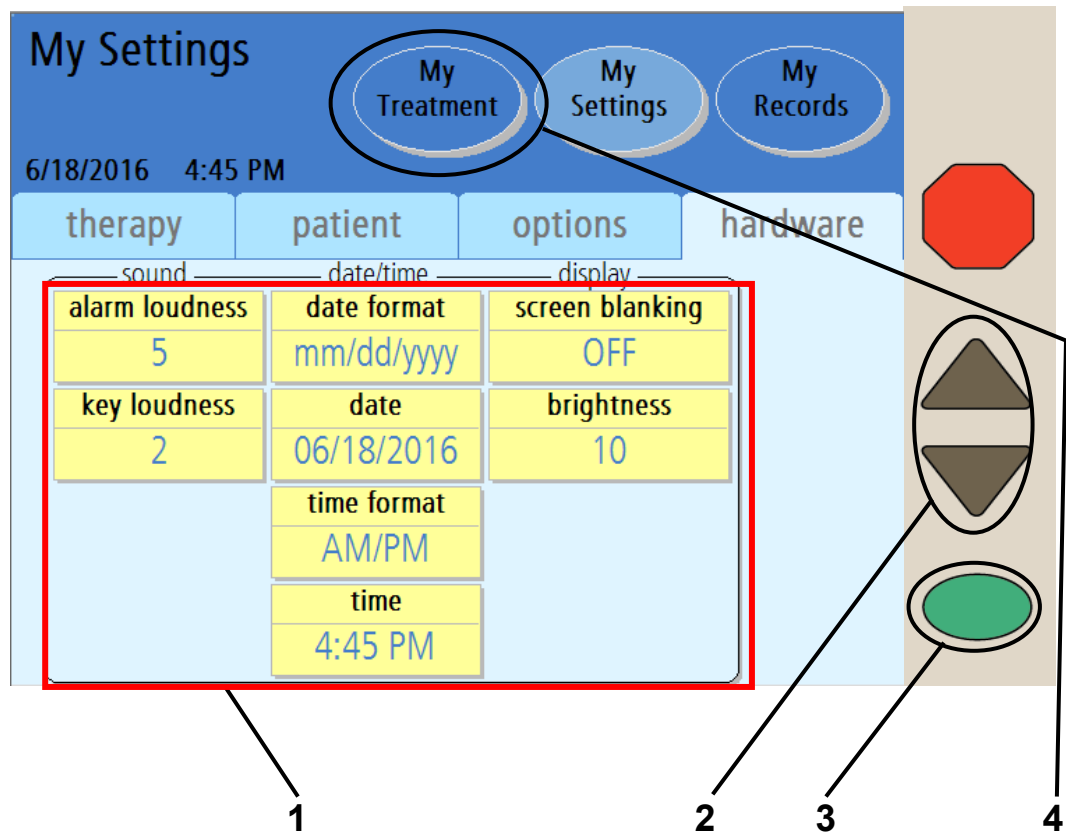 My Settings
My
Treatment
My
Settings
My
Records
6/18/2016 4:45 PM
therapy patient options hardware
sound date/time display
alarm loudness date format screen blanking
5 mm/dd/yyyy OFF
key loudness date brightness
2 06/18/2016 10
time format
AM/PM
time
4:45 PM
1 2 3 4